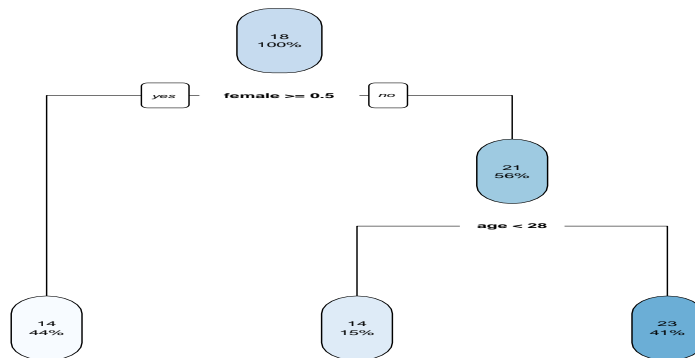 18
100%
yes
female >= 0.5
no
21
56%
age < 28
14
44%
14
15%
23
41%